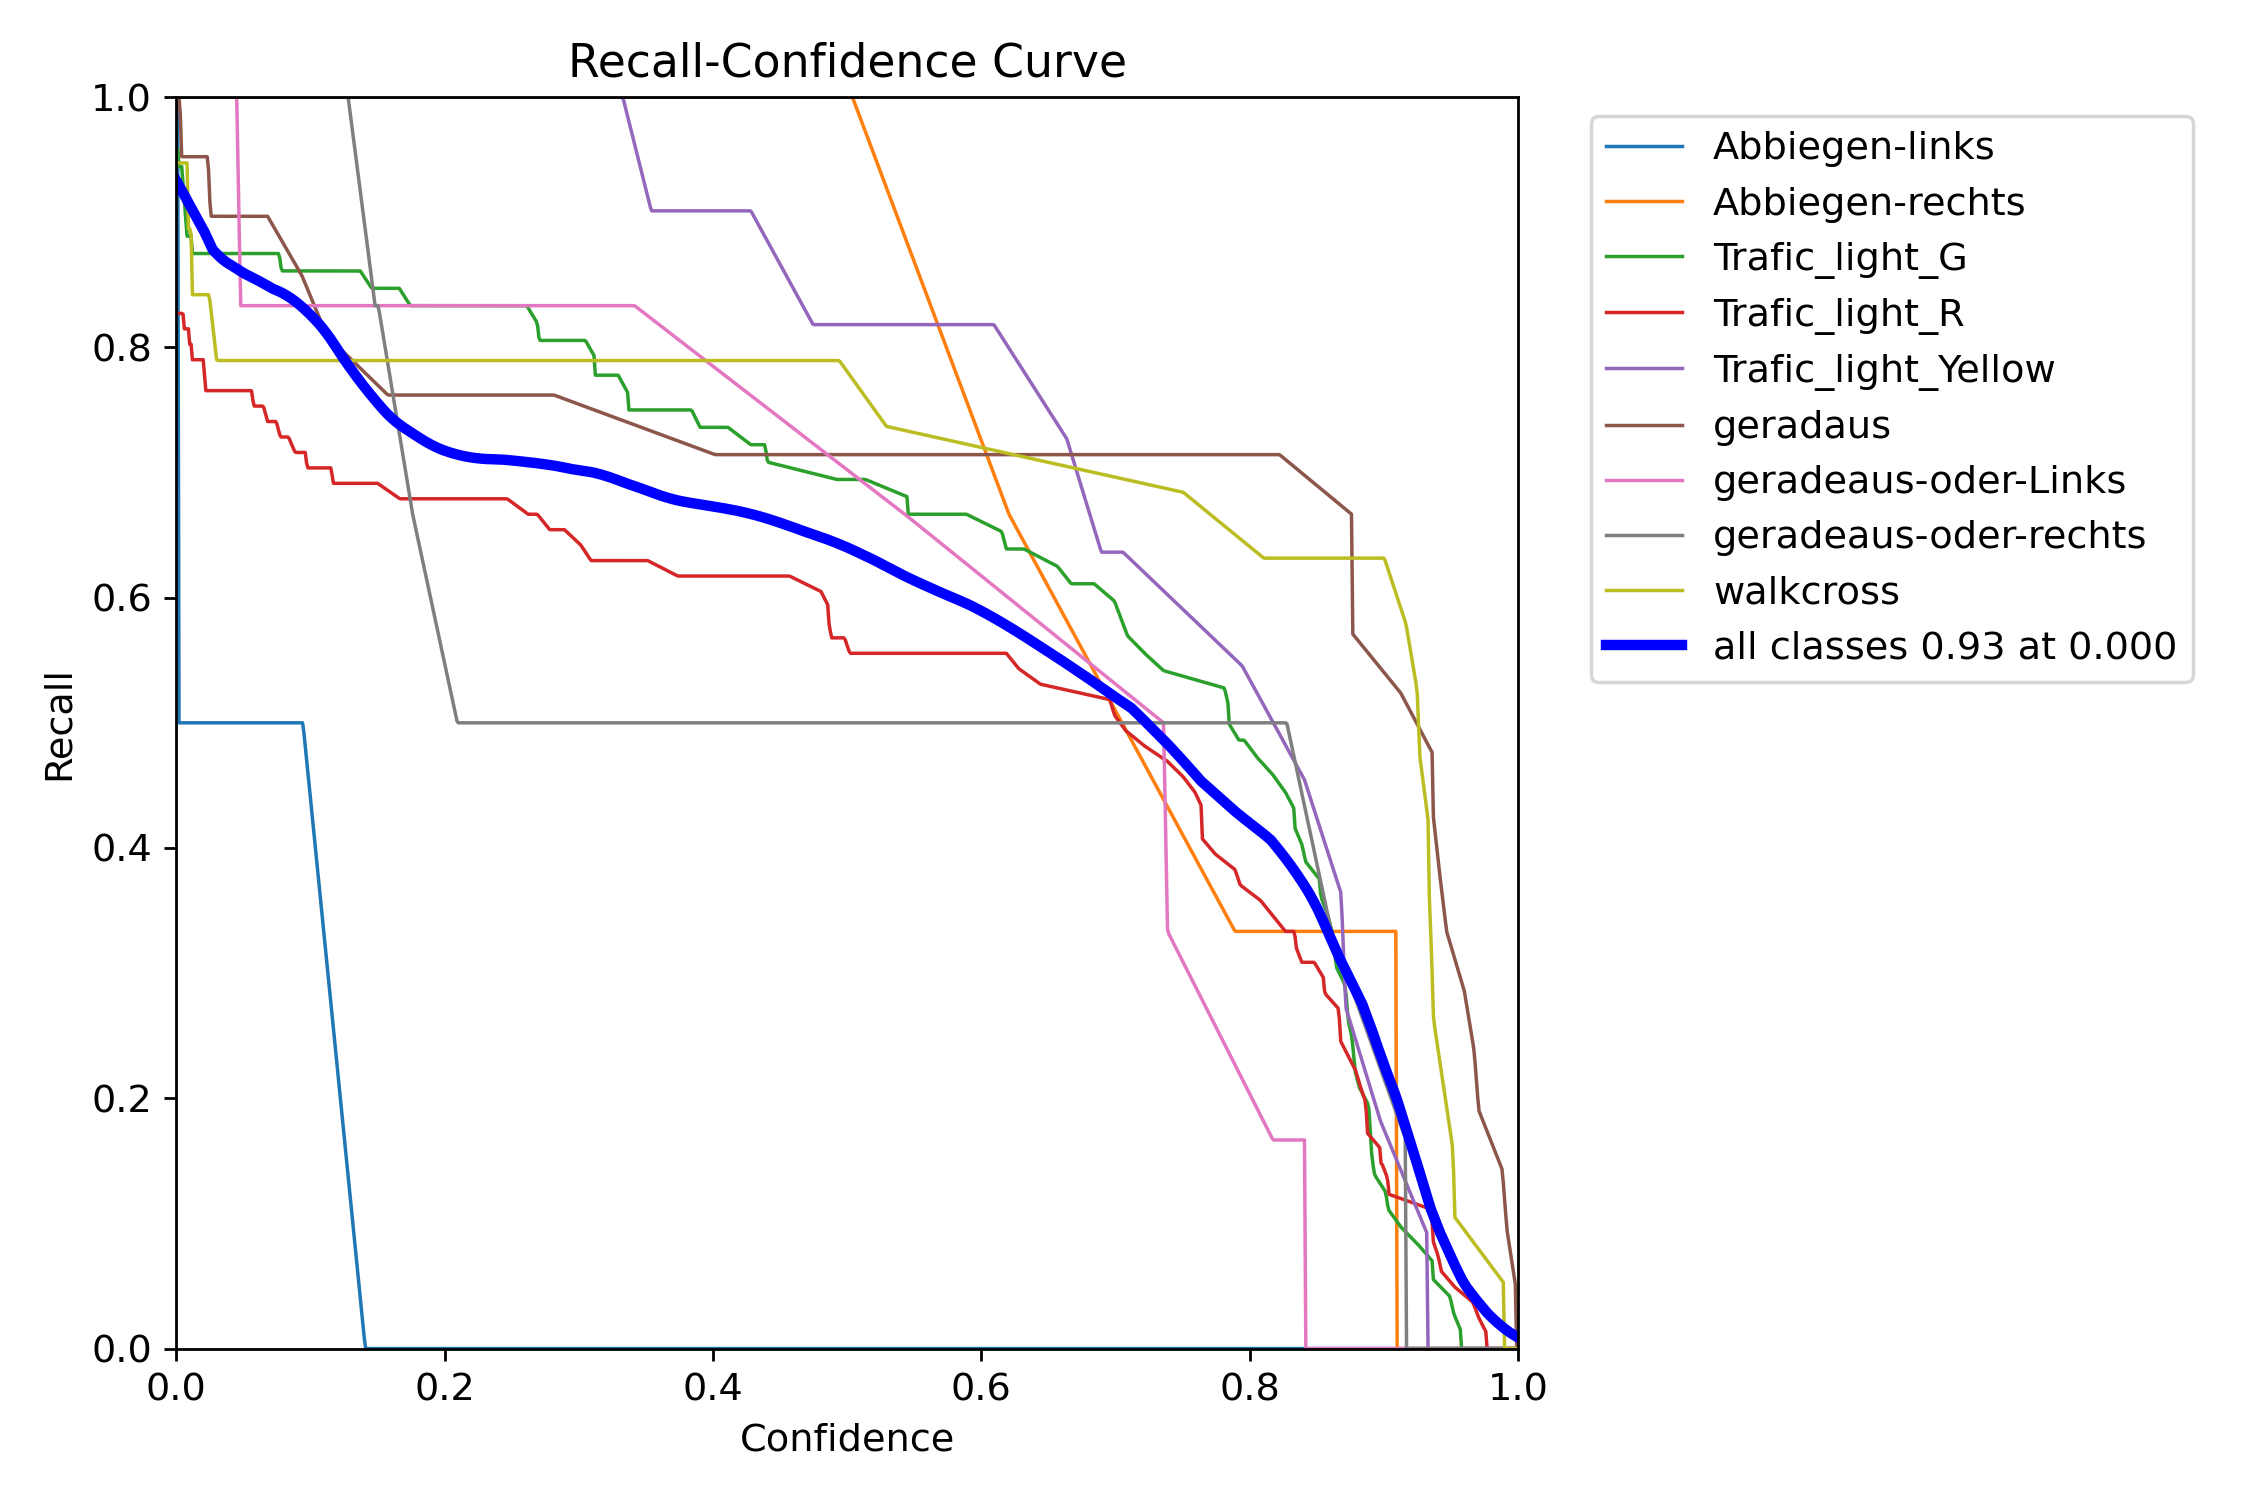 Recall-Confidence Curve
1.0
0.8
0.6
0.4
0.2
0.0
Recall
0.0 0.2 0.4 0.6 0.8 1.0
Confidence
Abbiegen-links
Abbiegen-rechts
Trafic_light_G
Trafic_light_R
Trafic_light_Yellow
geradaus
geradeaus-oder-Links
geradeaus-oder-rechts
walkcross
all classes 0.93 at 0.000